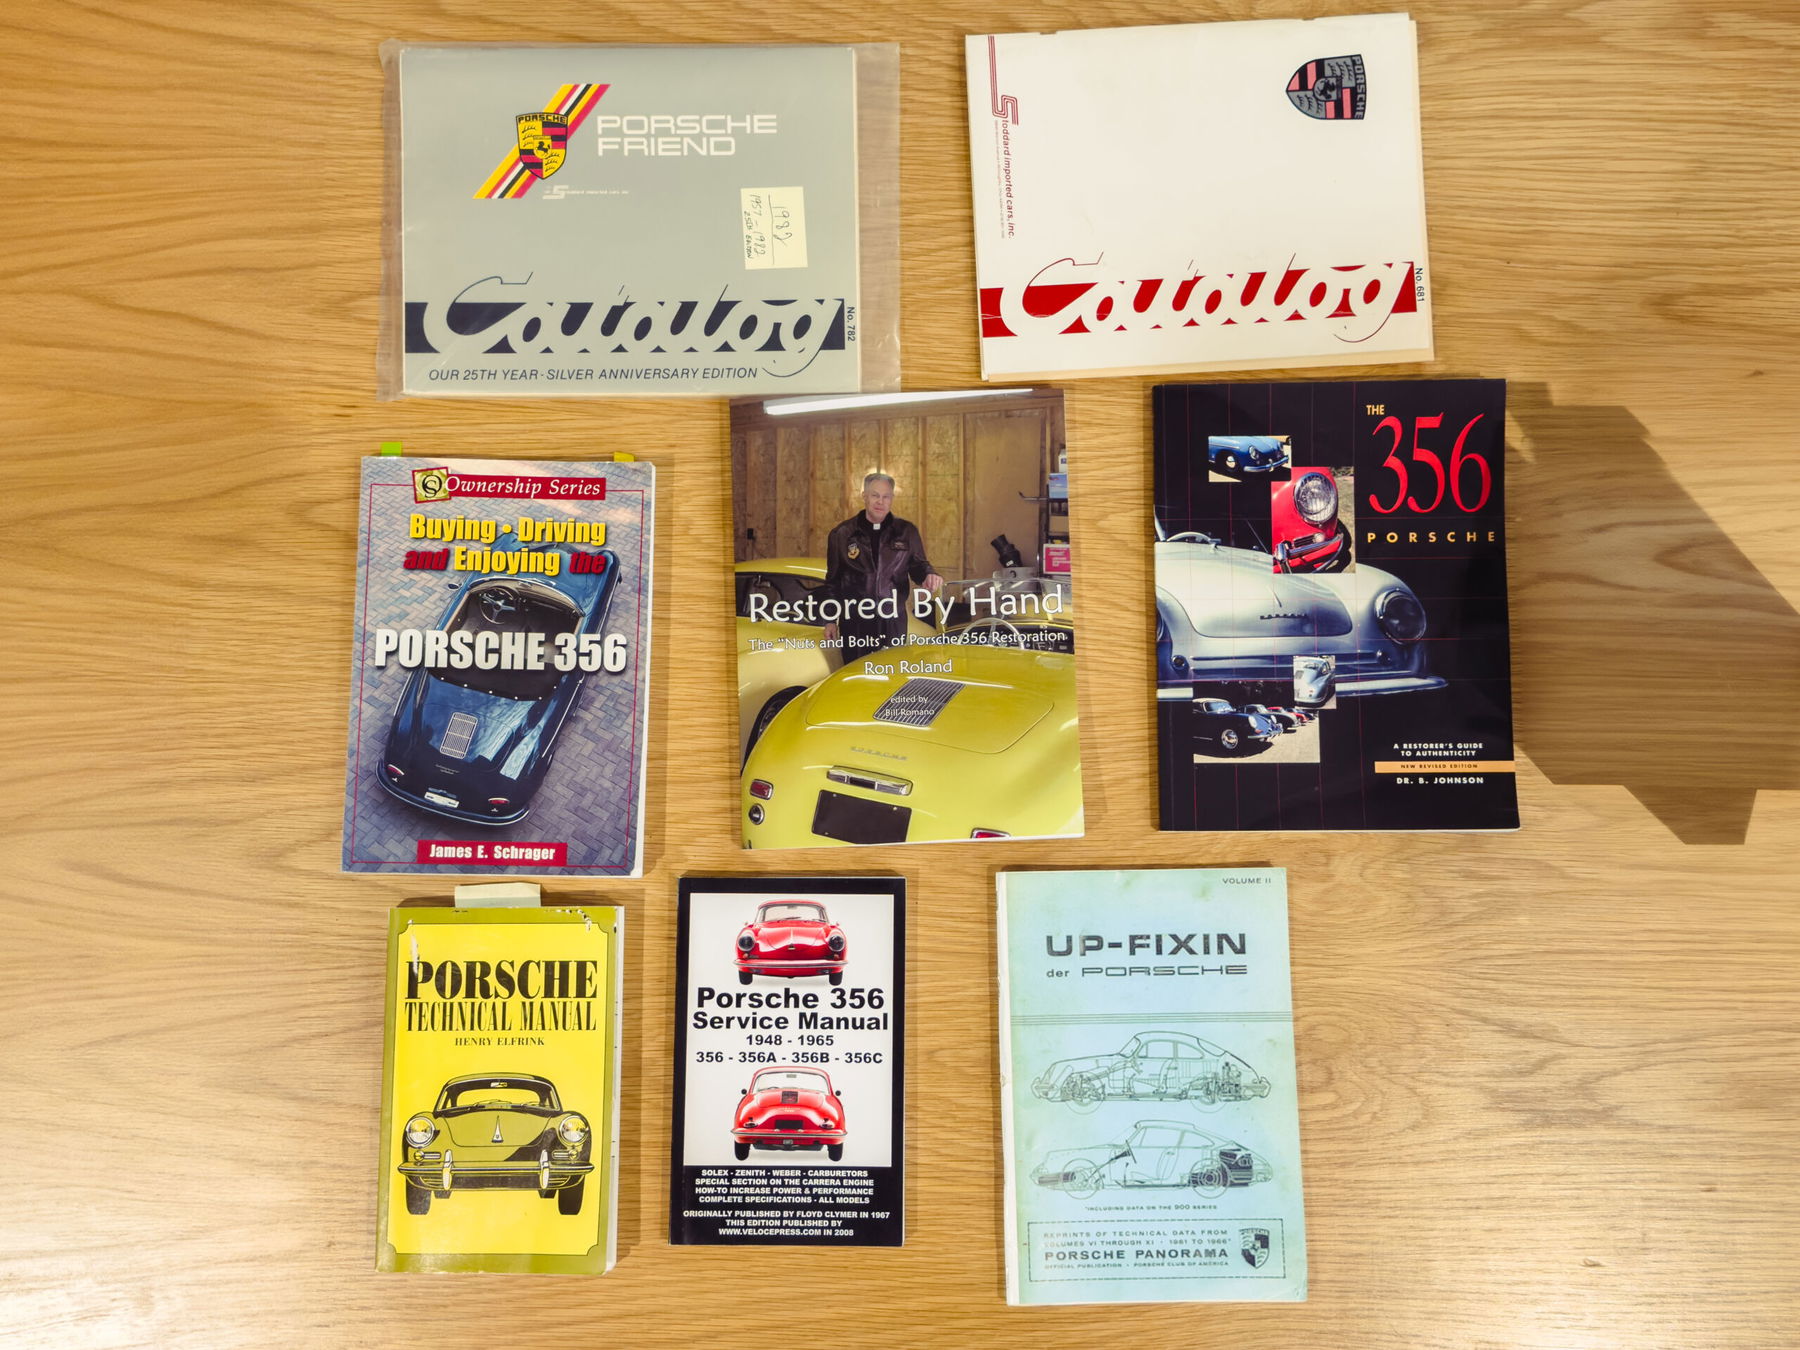 PORSCHE
PORSCHE
FRIEND
Stoddard imported cars, inc.
1982
1957-1982
25th EDITION
Catalog
No. 782
OUR 25TH YEAR - SILVER ANNIVERSARY EDITION
PORSCHE
Stoddard imported cars, inc.
Catalog
No. 681
Ownership Series
Buying • Driving
and Enjoying the
PORSCHE 356
James E. Schrager
Restored By Hand
The "Nuts and Bolts" of Porsche 356 Restoration
Ron Roland
edited by
Bill Romano
PORSCHE
THE
356
PORSCHE
A RESTORER'S GUIDE
TO AUTHENTICITY
NEW REVISED EDITION
DR. B. JOHNSON
PORSCHE
TECHNICAL MANUAL
HENRY ELFRINK
Porsche 356
Service Manual
1948 - 1965
356 - 356A - 356B - 356C
SOLEX - ZENITH - WEBER - CARBURETORS
SPECIAL SECTION ON THE CARRERA ENGINE
HOW-TO INCREASE POWER & PERFORMANCE
COMPLETE SPECIFICATIONS - ALL MODELS
ORIGINALLY PUBLISHED BY FLOYD CLYMER IN 1967
THIS EDITION PUBLISHED BY
WWW.VELOCEPRESS.COM IN 2008
VOLUME II
UP-FIXIN
der PORSCHE
*INCLUDING DATA ON THE 900 SERIES
REPRINTS OF TECHNICAL DATA FROM
VOLUMES VI THROUGH XI • 1961 TO 1966*
PORSCHE PANORAMA
OFFICIAL PUBLICATION • PORSCHE CLUB OF AMERICA